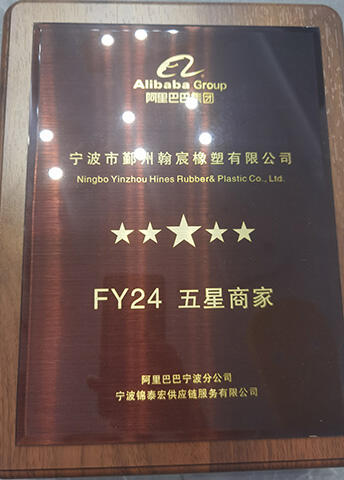 Alibaba Group
阿里巴巴集团
宁波市鄞州翰宸橡塑有限公司
Ningbo Yinzhou Hines Rubber& Plastic Co., Ltd.
FY24 五星商家
阿里巴巴宁波分公司
宁波锦泰宏供应链服务有限公司